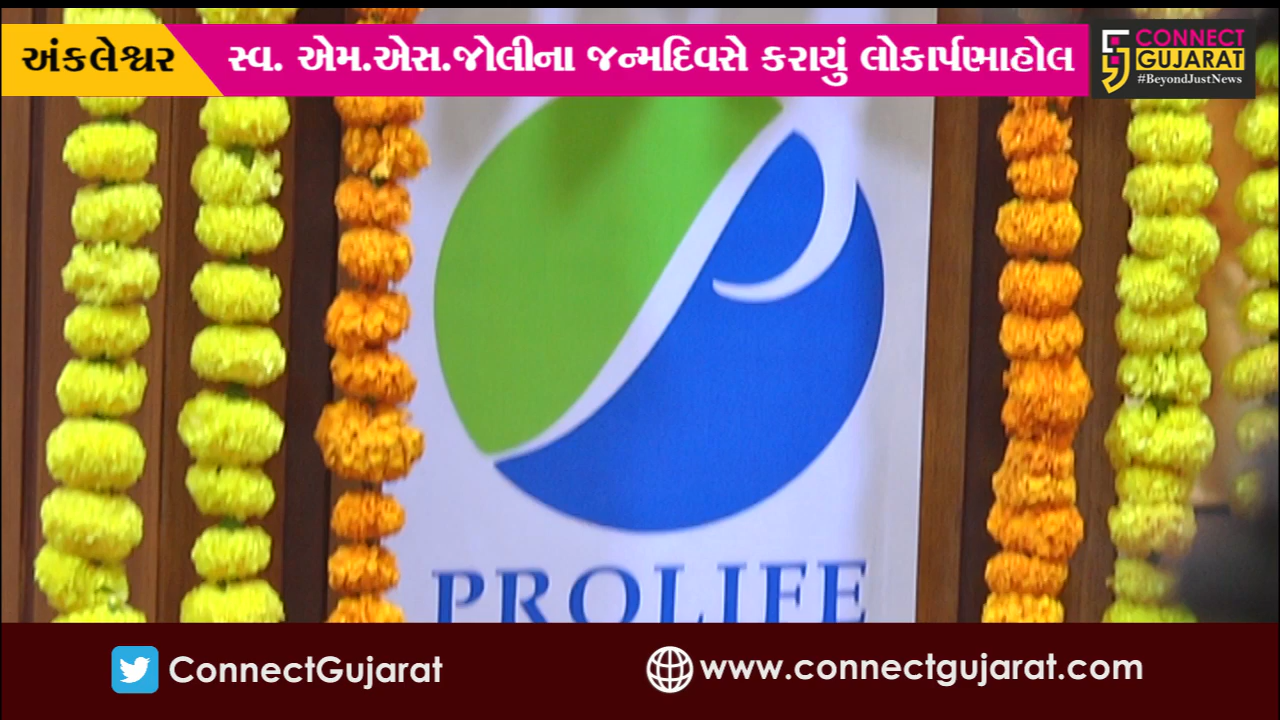 અંકલેશ્વર
સ્વ. એમ.એસ.જોલીના જન્મદિવસે કરાયું લોકાર્પણમાહોલ
CONNECT
GUJARAT
#BeyondJustNews
PROLIFE
ConnectGujarat
www.connectgujarat.com